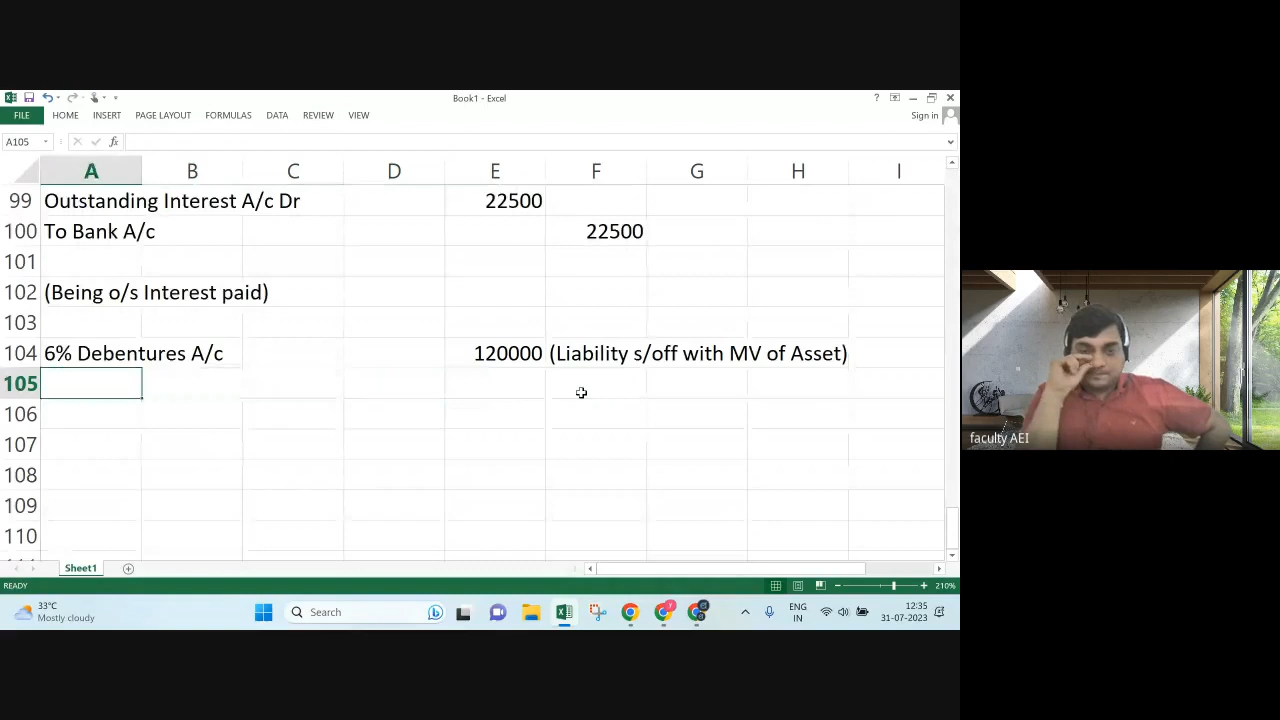 Book1 - Excel
? 
FILE HOME INSERT PAGE LAYOUT FORMULAS DATA REVIEW VIEW Sign in
A105 fx
A B C D E F G H I
99 Outstanding Interest A/c Dr 22500
100 To Bank A/c 22500
101
102 (Being o/s Interest paid)
103
104 6% Debentures A/c 120000 (Liability s/off with MV of Asset)
105
106
107
108
109
110
faculty AEI
Sheet1
READY 210%
33°C
Mostly cloudy
Search
ENG
IN
12:35
31-07-2023